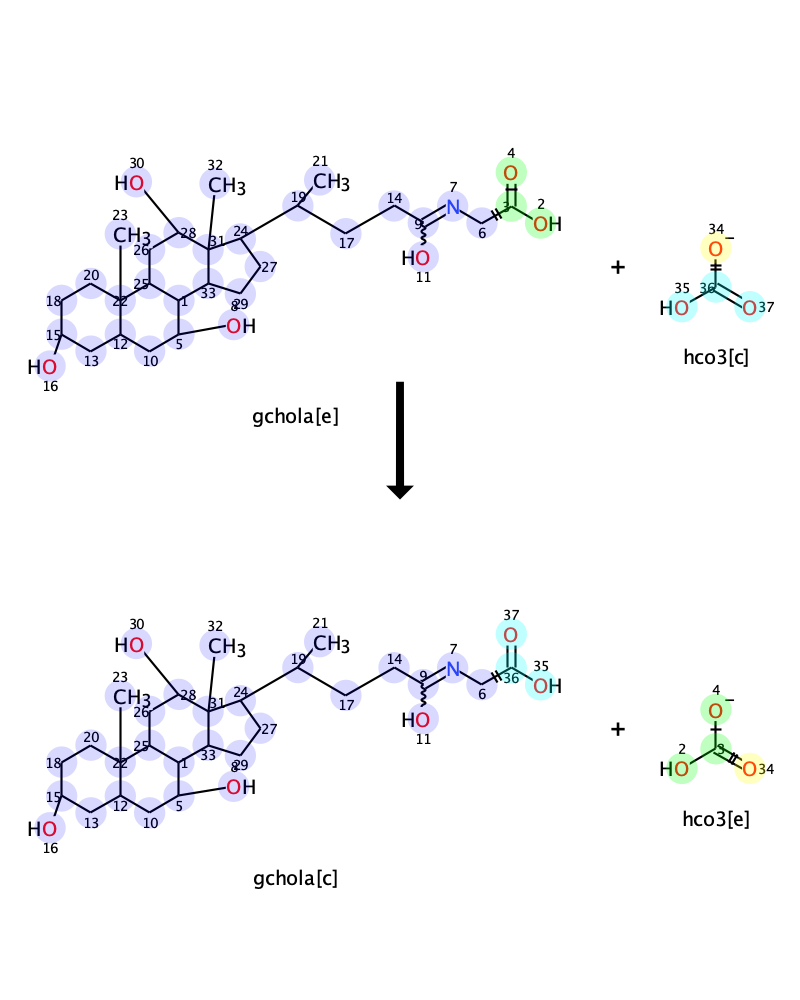 30 HO
32 CH3
21 CH3
23 CH3
19
14
9
7 N
4 O
3
2 OH
6
17
HO 11
28
31
24
26
27
20
25
33
29
18
22
1
8 OH
15
12
5
13
10
HO 16
gchola[e]
+
34 O−
35 HO
36
O 37
hco3[c]
30 HO
32 CH3
21 CH3
23 CH3
19
14
9
7 N
37 O
36
35 OH
6
17
HO 11
28
31
24
26
27
20
25
33
29
18
22
1
8 OH
15
12
5
13
10
HO 16
gchola[c]
+
4 O−
2 HO
3
O 34
hco3[e]